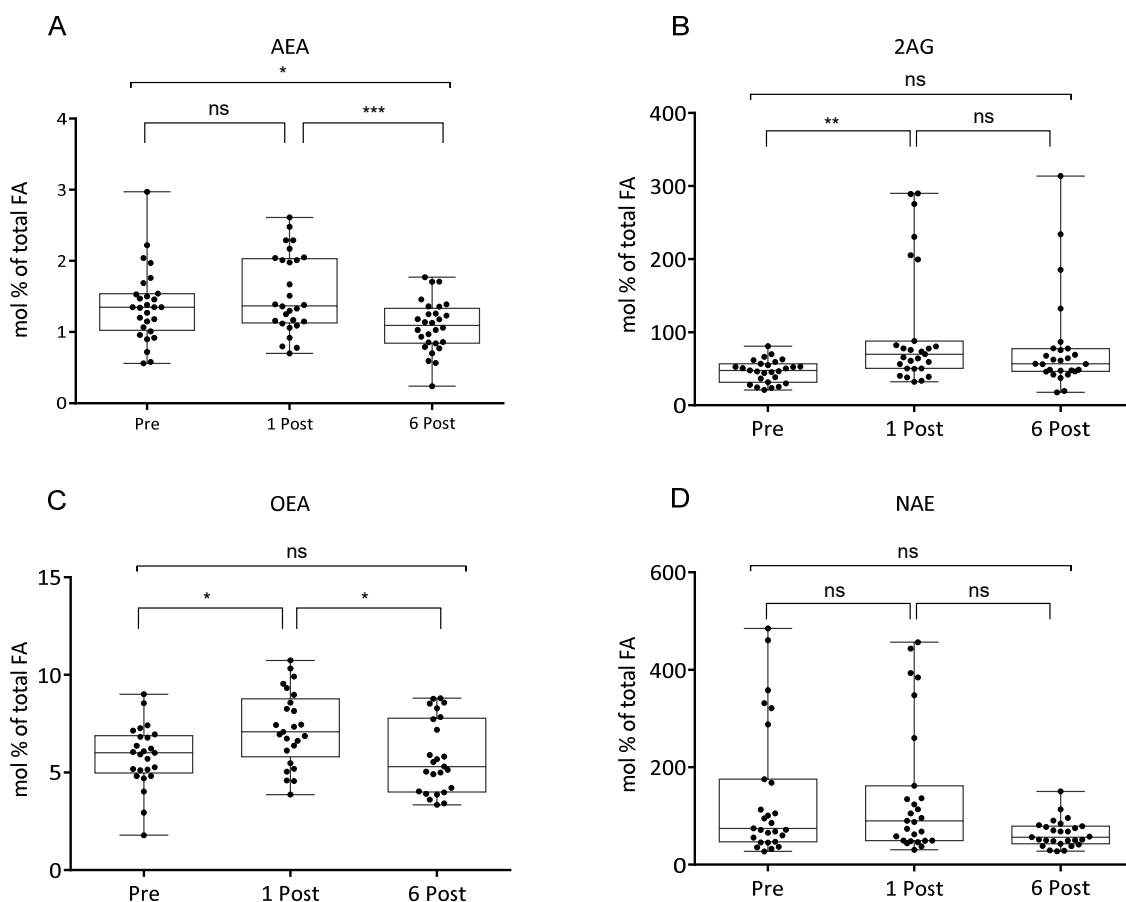 A
AEA
*
ns
***
4
3
2
1
0
mol % of total FA
Pre
1 Post
6 Post
B
2AG
ns
**
ns
400
300
200
100
0
mol % of total FA
Pre
1 Post
6 Post
C
OEA
ns
*
*
15
10
5
0
mol % of total FA
Pre
1 Post
6 Post
D
NAE
ns
ns
ns
600
400
200
0
mol % of total FA
Pre
1 Post
6 Post